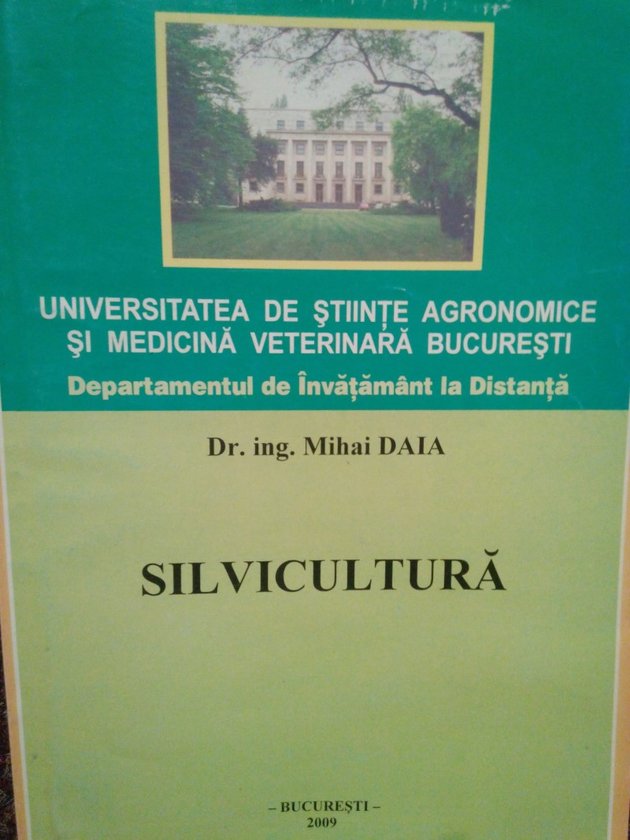 UNIVERSITATEA DE ŞTIINŢE AGRONOMICE
ŞI MEDICINĂ VETERINARĂ BUCUREŞTI
Departamentul de Învăţământ la Distanţă
Dr. ing. Mihai DAIA
SILVICULTURĂ
– BUCUREŞTI –
2009